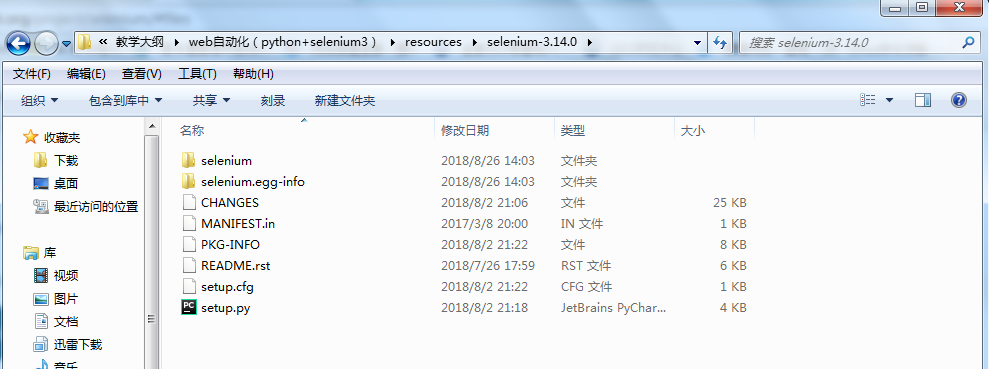 « 教学大纲 ▸ web自动化（python+selenium3） ▸ resources ▸ selenium-3.14.0 ▸ 搜索 selenium-3.14.0
文件(F) 编辑(E) 查看(V) 工具(T) 帮助(H)
组织 包含到库中 共享 刻录 新建文件夹
名称 修改日期 类型 大小
收藏夹
下载
桌面
最近访问的位置
库
视频
图片
文档
迅雷下载
音乐
selenium 2018/8/26 14:03 文件夹
selenium.egg-info 2018/8/26 14:03 文件夹
CHANGES 2018/8/2 21:06 文件 25 KB
MANIFEST.in 2017/3/8 20:00 IN 文件 1 KB
PKG-INFO 2018/8/2 21:22 文件 8 KB
README.rst 2018/7/26 17:59 RST 文件 6 KB
setup.cfg 2018/8/2 21:22 CFG 文件 1 KB
setup.py 2018/8/2 21:18 JetBrains PyChar... 4 KB